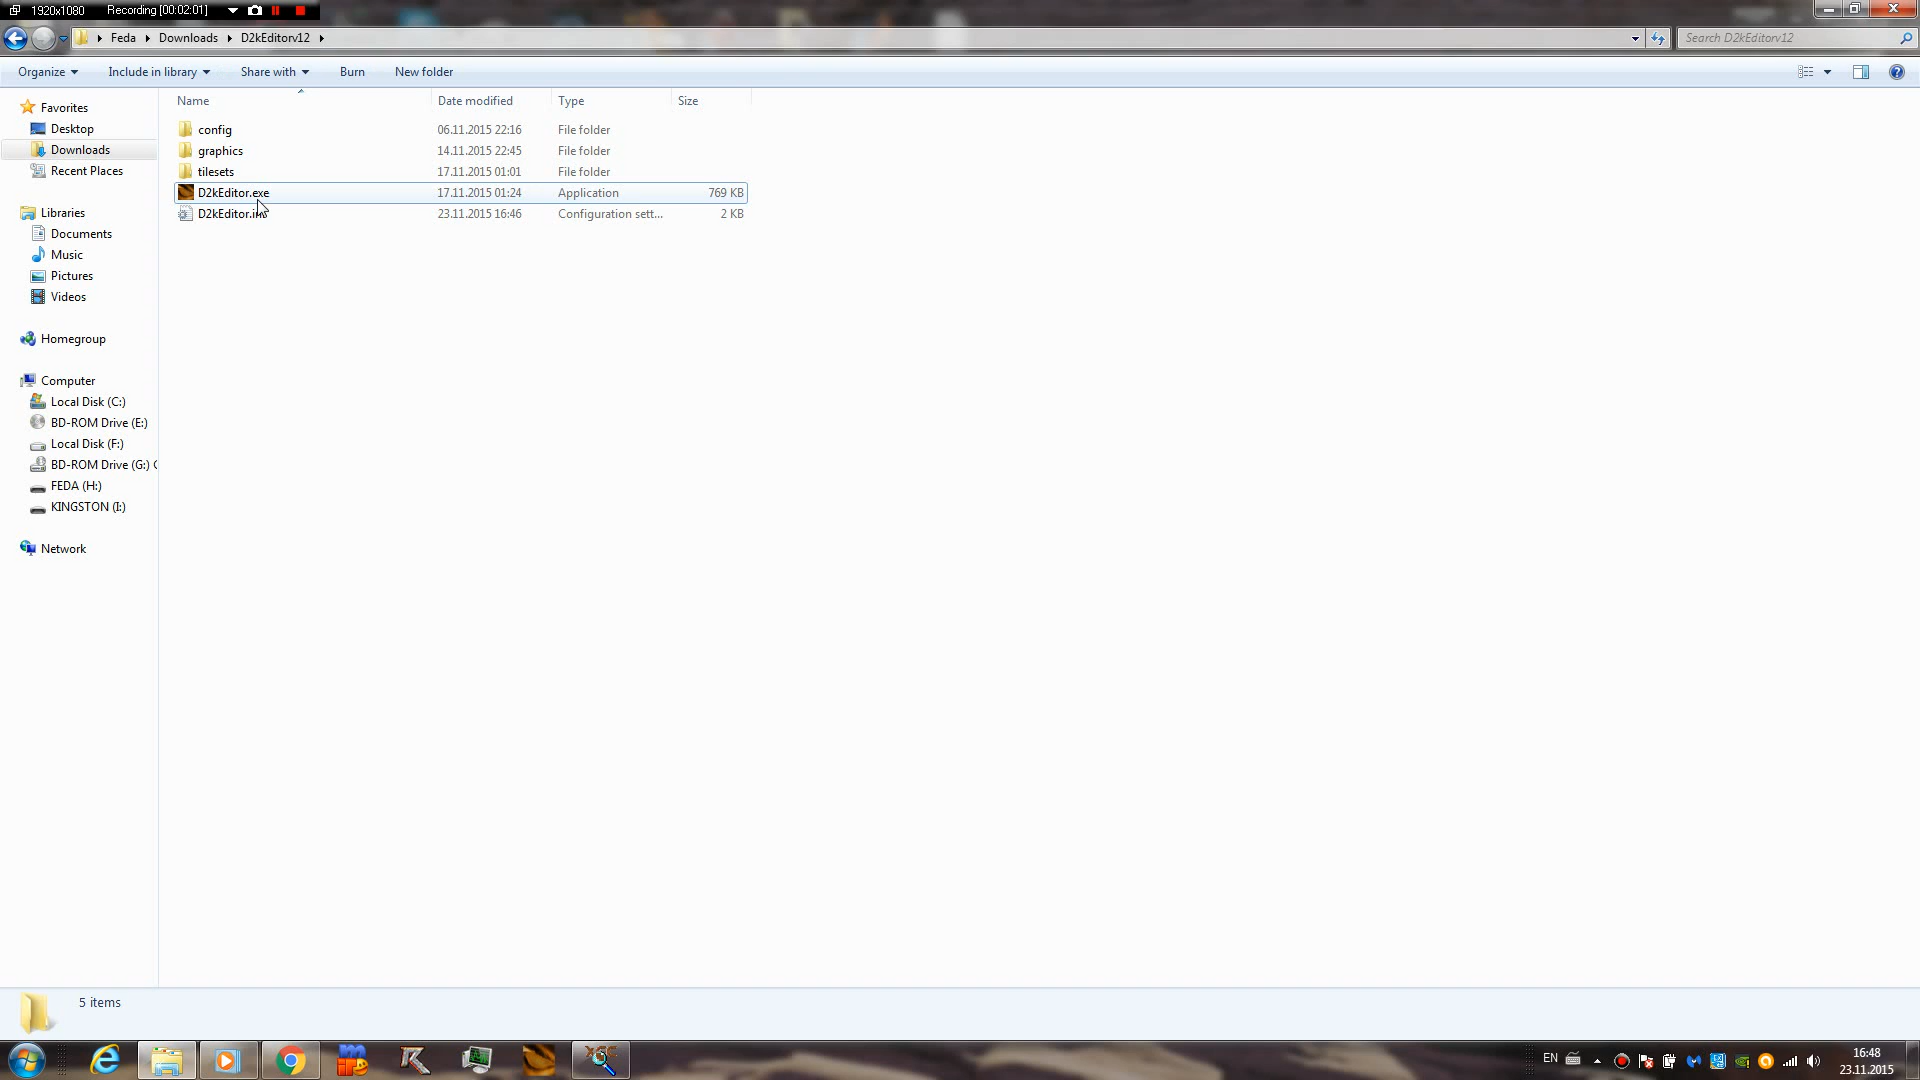 1920x1080 Recording [00:02:01]
Feda Downloads D2kEditorv12
Search D2kEditorv12
Organize Include in library Share with Burn New folder
Name Date modified Type Size
config 06.11.2015 22:16 File folder
graphics 14.11.2015 22:45 File folder
tilesets 17.11.2015 01:01 File folder
D2kEditor.exe 17.11.2015 01:24 Application 769 KB
D2kEditor.ini 23.11.2015 16:46 Configuration sett... 2 KB
Favorites
Desktop
Downloads
Recent Places
Libraries
Documents
Music
Pictures
Videos
Homegroup
Computer
Local Disk (C:)
BD-ROM Drive (E:)
Local Disk (F:)
BD-ROM Drive (G:)
FEDA (H:)
KINGSTON (I:)
Network
5 items
EN
16:48
23.11.2015